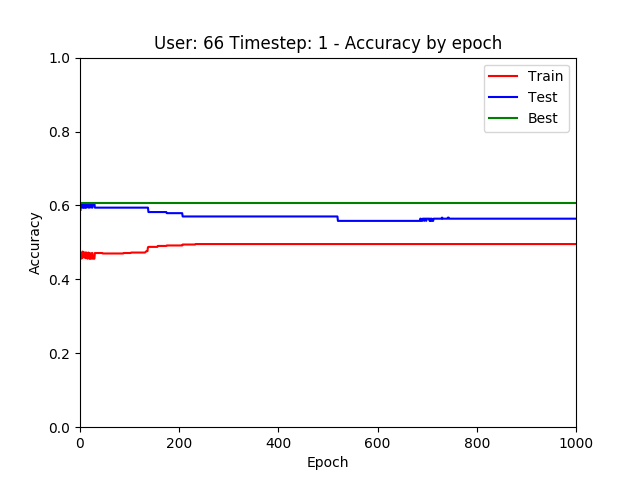 User: 66 Timestep: 1 - Accuracy by epoch
Train
Test
Best
Accuracy
1.0
0.8
0.6
0.4
0.2
0.0
0 200 400 600 800 1000
Epoch